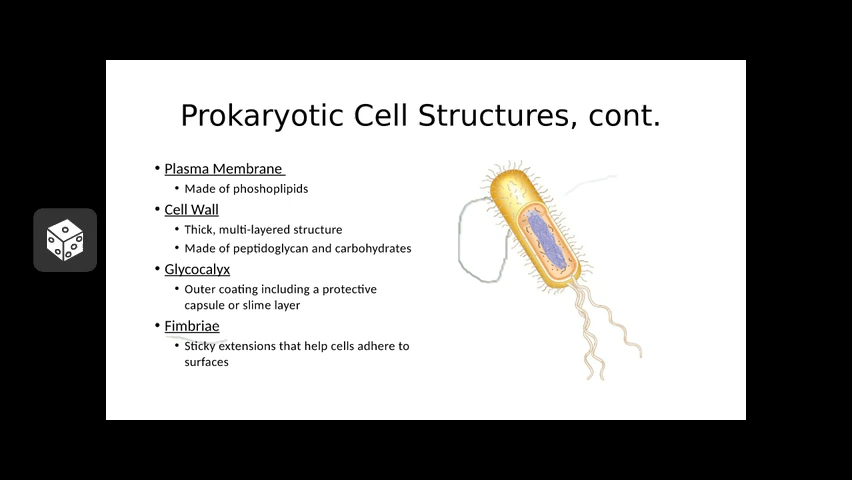 Prokaryotic Cell Structures, cont.
• Plasma Membrane
• Made of phoshoplipids
• Cell Wall
• Thick, multi-layered structure
• Made of peptidoglycan and carbohydrates
• Glycocalyx
• Outer coating including a protective
capsule or slime layer
• Fimbriae
• Sticky extensions that help cells adhere to
surfaces